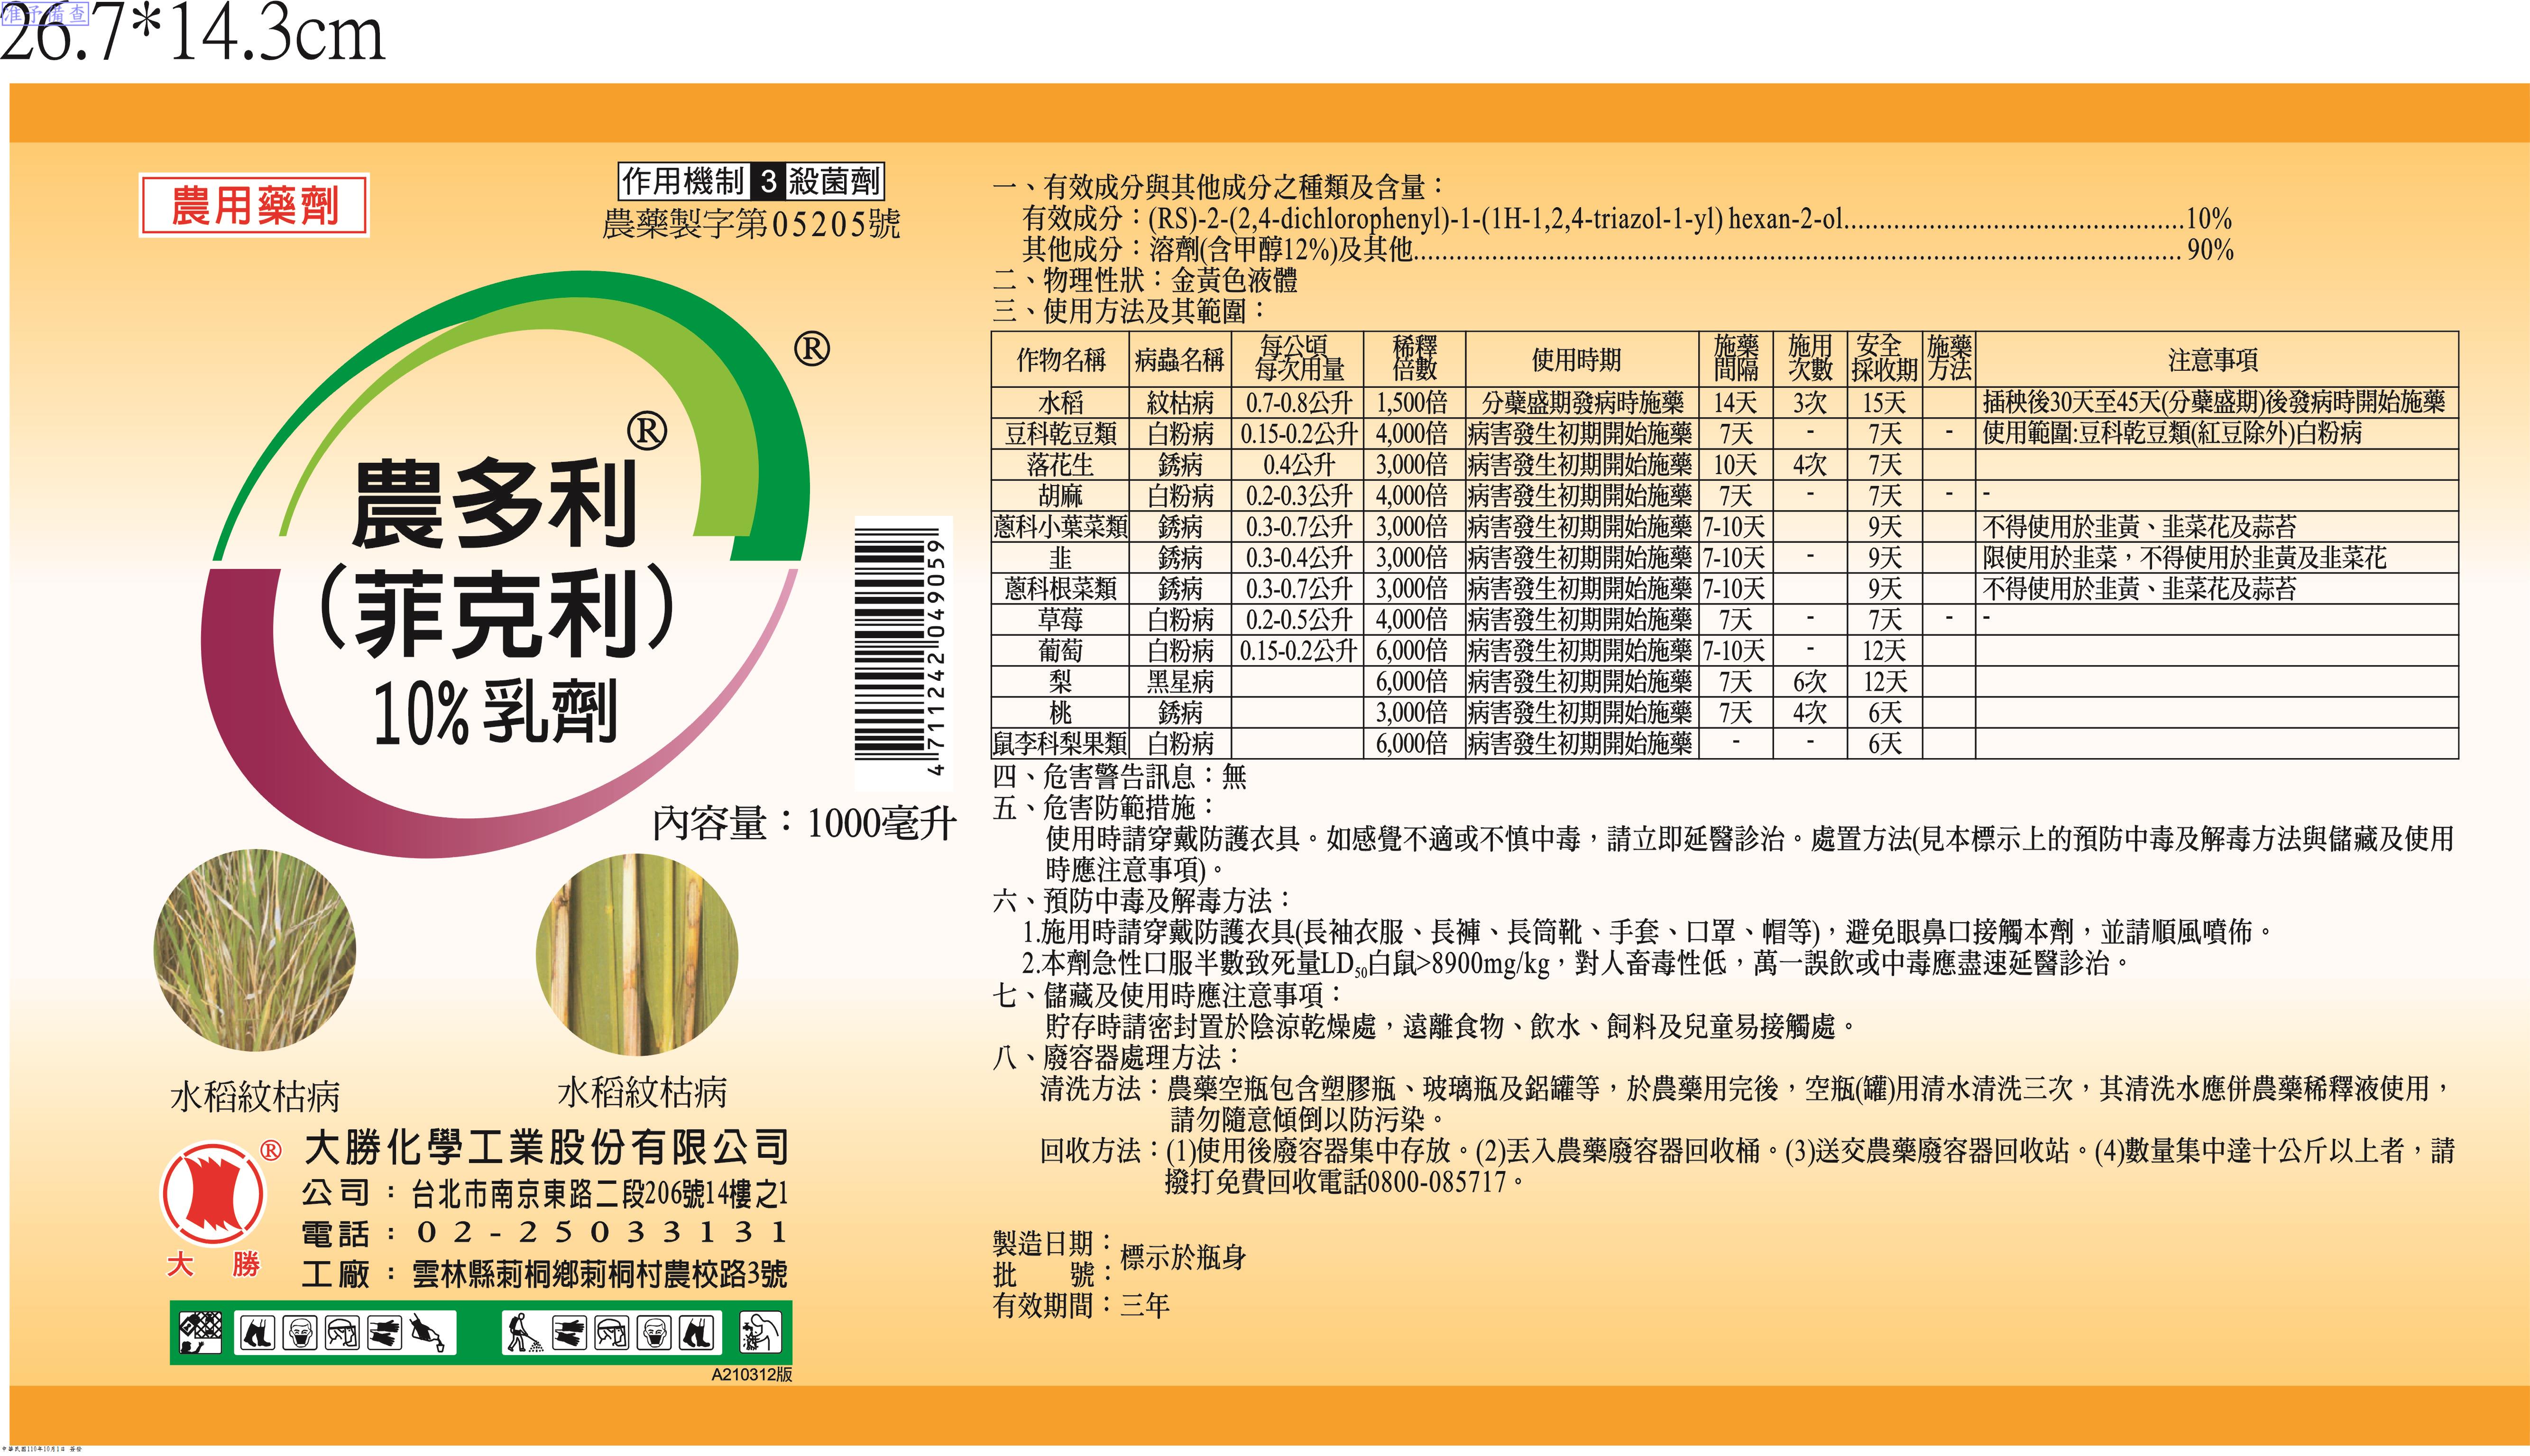 准予備查
26.7*14.3cm
農用藥劑
作用機制 3 殺菌劑
農藥製字第05205號
®
®
農多利
(菲克利)
10% 乳劑
4 711242 049059
內容量：1000毫升
水稻紋枯病
水稻紋枯病
®
大勝
大勝化學工業股份有限公司
公司：台北市南京東路二段206號14樓之1
電話：02-25033131
工廠：雲林縣莿桐鄉莿桐村農校路3號
A210312版
一、有效成分與其他成分之種類及含量：
有效成分：(RS)-2-(2,4-dichlorophenyl)-1-(1H-1,2,4-triazol-1-yl) hexan-2-ol................................................10%
其他成分：溶劑(含甲醇12%)及其他............................................................................................................ 90%
二、物理性狀：金黃色液體
三、使用方法及其範圍：
作物名稱 病蟲名稱 每公頃每次用量 稀釋倍數 使用時期 施藥間隔 施用次數 安全採收期 施藥方法 注意事項
水稻 紋枯病 0.7-0.8公升 1,500倍 分蘗盛期發病時施藥 14天 3次 15天 插秧後30天至45天(分蘗盛期)後發病時開始施藥
豆科乾豆類 白粉病 0.15-0.2公升 4,000倍 病害發生初期開始施藥 7天 - 7天 - 使用範圍:豆科乾豆類(紅豆除外)白粉病
落花生 銹病 0.4公升 3,000倍 病害發生初期開始施藥 10天 4次 7天
胡麻 白粉病 0.2-0.3公升 4,000倍 病害發生初期開始施藥 7天 - 7天 - -
蔥科小葉菜類 銹病 0.3-0.7公升 3,000倍 病害發生初期開始施藥 7-10天 9天 不得使用於韭黃、韭菜花及蒜苔
韭 銹病 0.3-0.4公升 3,000倍 病害發生初期開始施藥 7-10天 - 9天 限使用於韭菜，不得使用於韭黃及韭菜花
蔥科根菜類 銹病 0.3-0.7公升 3,000倍 病害發生初期開始施藥 7-10天 9天 不得使用於韭黃、韭菜花及蒜苔
草莓 白粉病 0.2-0.5公升 4,000倍 病害發生初期開始施藥 7天 - 7天 - -
葡萄 白粉病 0.15-0.2公升 6,000倍 病害發生初期開始施藥 7-10天 - 12天
梨 黑星病 6,000倍 病害發生初期開始施藥 7天 6次 12天
桃 銹病 3,000倍 病害發生初期開始施藥 7天 4次 6天
鼠李科梨果類 白粉病 6,000倍 病害發生初期開始施藥 - - 6天
四、危害警告訊息：無
五、危害防範措施：
使用時請穿戴防護衣具。如感覺不適或不慎中毒，請立即延醫診治。處置方法(見本標示上的預防中毒及解毒方法與儲藏及使用
時應注意事項)。
六、預防中毒及解毒方法：
1.施用時請穿戴防護衣具(長袖衣服、長褲、長筒靴、手套、口罩、帽等)，避免眼鼻口接觸本劑，並請順風噴佈。
2.本劑急性口服半數致死量LD50白鼠>8900mg/kg，對人畜毒性低，萬一誤飲或中毒應盡速延醫診治。
七、儲藏及使用時應注意事項：
貯存時請密封置於陰涼乾燥處，遠離食物、飲水、飼料及兒童易接觸處。
八、廢容器處理方法：
清洗方法：農藥空瓶包含塑膠瓶、玻璃瓶及鋁罐等，於農藥用完後，空瓶(罐)用清水清洗三次，其清洗水應併農藥稀釋液使用，
請勿隨意傾倒以防污染。
回收方法：(1)使用後廢容器集中存放。(2)丟入農藥廢容器回收桶。(3)送交農藥廢容器回收站。(4)數量集中達十公斤以上者，請
撥打免費回收電話0800-085717。
製造日期：
標示於瓶身
批　　號：
有效期間：三年
中華民國110年10月1日